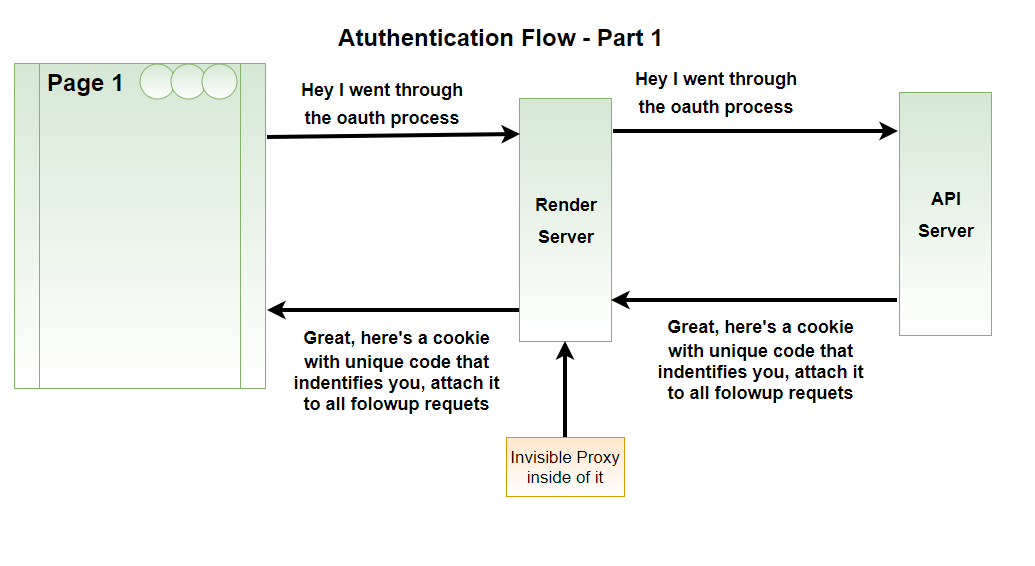 Atuthentication Flow - Part 1
Page 1
Hey I went through
the oauth process
Hey I went through
the oauth process
Render
Server
API
Server
Great, here's a cookie
with unique code that
indentifies you, attach it
to all folowup requets
Great, here's a cookie
with unique code that
indentifies you, attach it
to all folowup requets
Invisible Proxy
inside of it